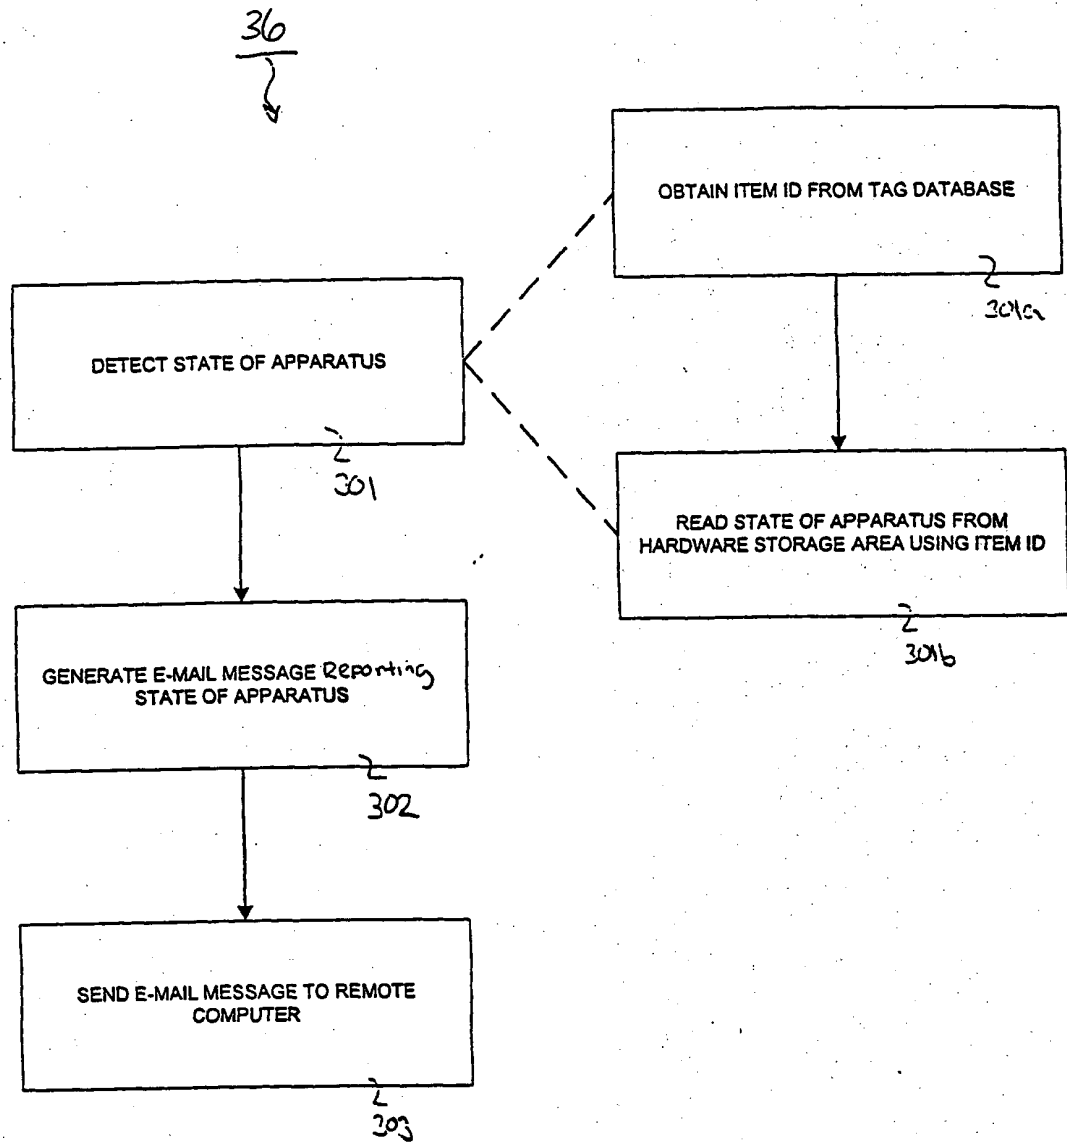 36
OBTAIN ITEM ID FROM TAG DATABASE
301a
DETECT STATE OF APPARATUS
301
READ STATE OF APPARATUS FROM
HARDWARE STORAGE AREA USING ITEM ID
301b
GENERATE E-MAIL MESSAGE Reporting
STATE OF APPARATUS
302
SEND E-MAIL MESSAGE TO REMOTE
COMPUTER
303